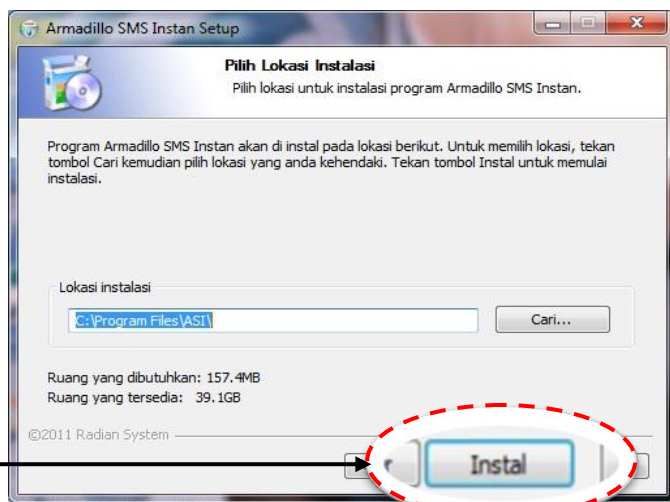 Armadillo SMS Instan Setup
Pilih Lokasi Instalasi
Pilih lokasi untuk instalasi program Armadillo SMS Instan.
Program Armadillo SMS Instan akan di instal pada lokasi berikut. Untuk memilih lokasi, tekan
tombol Cari kemudian pilih lokasi yang anda kehendaki. Tekan tombol Instal untuk memulai
instalasi.
Lokasi instalasi
C:\Program Files\ASI\
Cari...
Ruang yang dibutuhkan: 157.4MB
Ruang yang tersedia: 39.1GB
©2011 Radian System
Instal